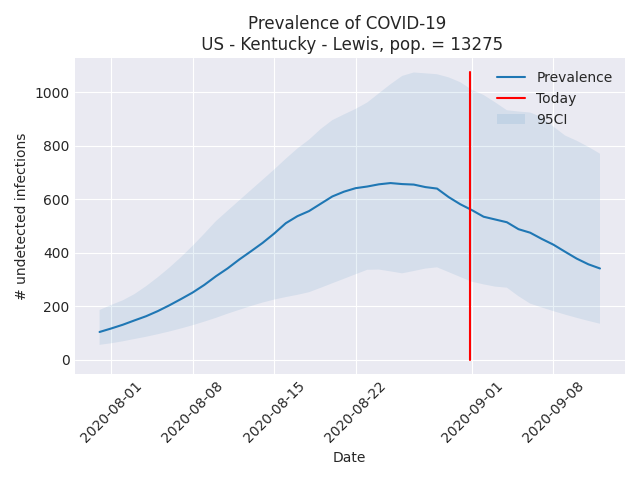 Prevalence of COVID-19
US - Kentucky - Lewis, pop. = 13275
Prevalence
Today
95CI
# undetected infections
1000
800
600
400
200
0
2020-08-01
2020-08-08
2020-08-15
2020-08-22
2020-09-01
2020-09-08
Date